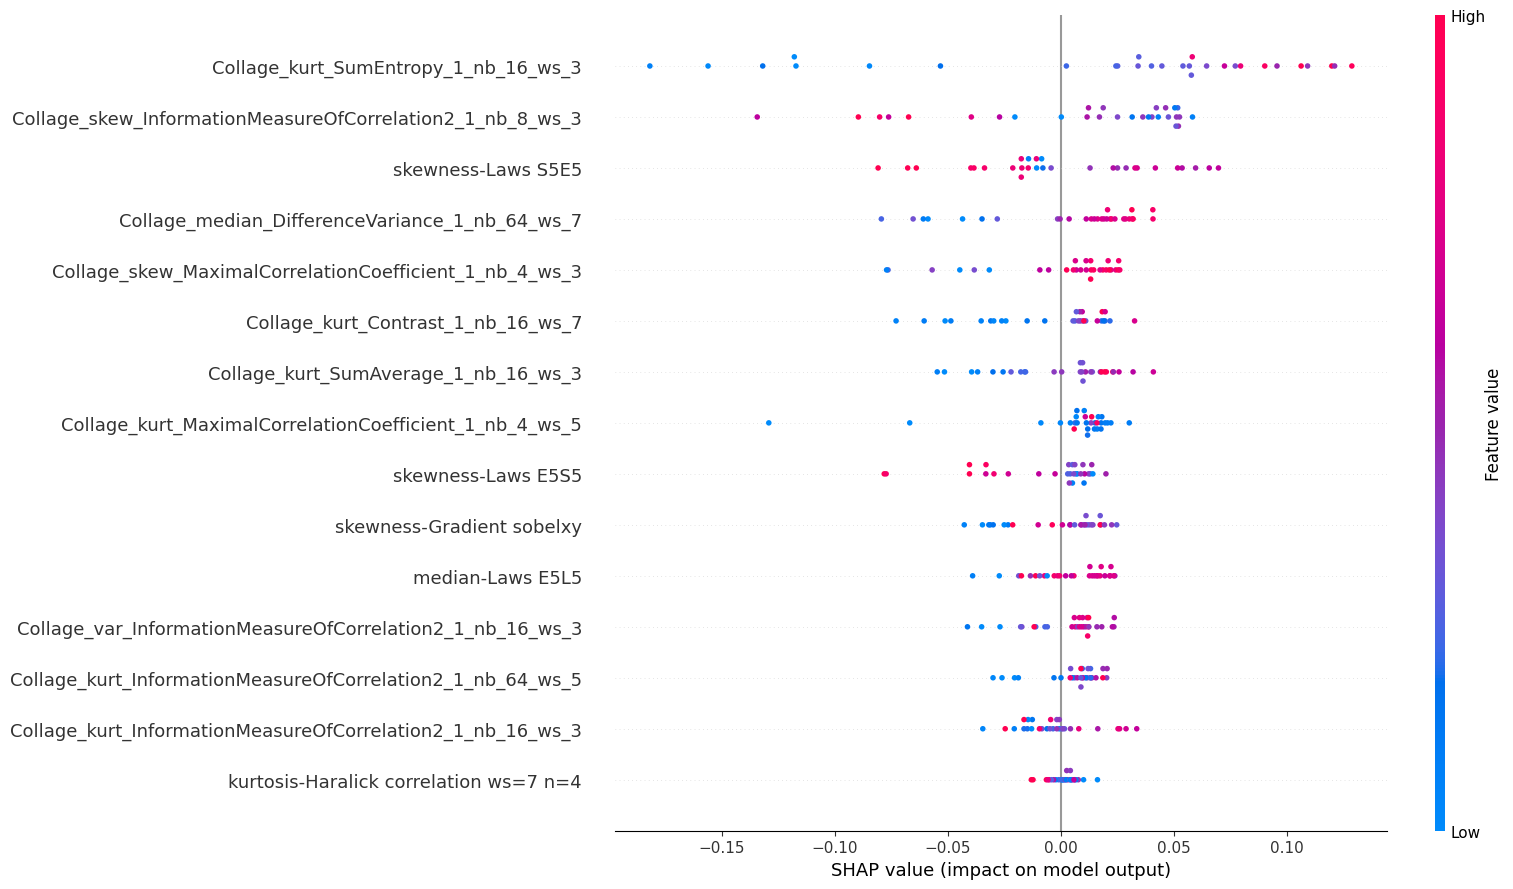 High
Collage_kurt_SumEntropy_1_nb_16_ws_3
Collage_skew_InformationMeasureOfCorrelation2_1_nb_8_ws_3
skewness-Laws S5E5
Collage_median_DifferenceVariance_1_nb_64_ws_7
Collage_skew_MaximalCorrelationCoefficient_1_nb_4_ws_3
Collage_kurt_Contrast_1_nb_16_ws_7
Collage_kurt_SumAverage_1_nb_16_ws_3
Collage_kurt_MaximalCorrelationCoefficient_1_nb_4_ws_5
Feature value
skewness-Laws E5S5
skewness-Gradient sobelxy
median-Laws E5L5
Collage_var_InformationMeasureOfCorrelation2_1_nb_16_ws_3
Collage_kurt_InformationMeasureOfCorrelation2_1_nb_64_ws_5
Collage_kurt_InformationMeasureOfCorrelation2_1_nb_16_ws_3
kurtosis-Haralick correlation ws=7 n=4
Low
−0.15 −0.10 −0.05 0.00 0.05 0.10
SHAP value (impact on model output)